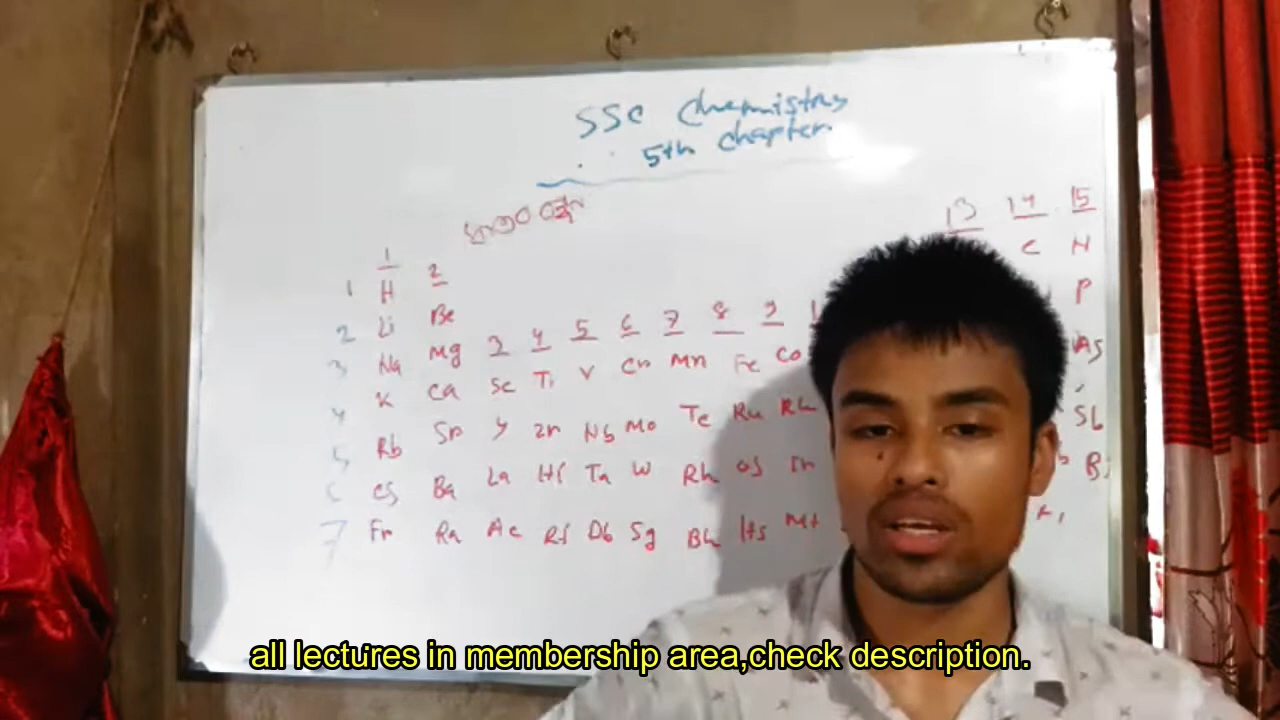 SSC Chemistry
5th chapter
13 14 15
1 2
1 H C N
2 Li Be P
3 4 5 6 7 8 9
3 Na Mg As
4 K Ca Sc Ti V Cr Mn Fe Co
5 Rb Sr Y Zr Nb Mo Tc Ru Rh Sb
6 Cs Ba La Hf Ta W Rh Os Ir Bi
7 Fr Ra Ac Rf Db Sg Bh Hs Mt
all lectures in membership area,check description.